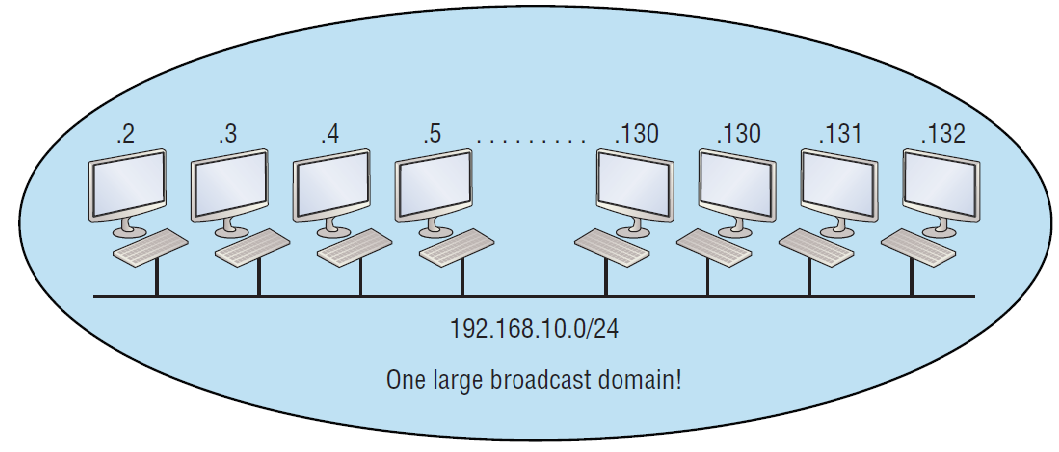 .2 .3 .4 .5 . . . . . . . . . .130 .130 .131 .132
192.168.10.0/24
One large broadcast domain!